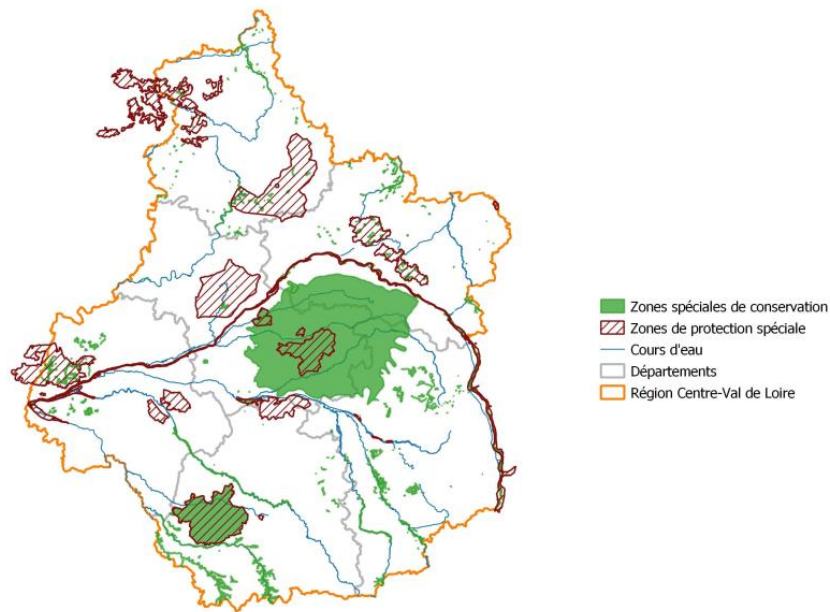 Zones spéciales de conservation
Zones de protection spéciale
Cours d'eau
Départements
Région Centre-Val de Loire